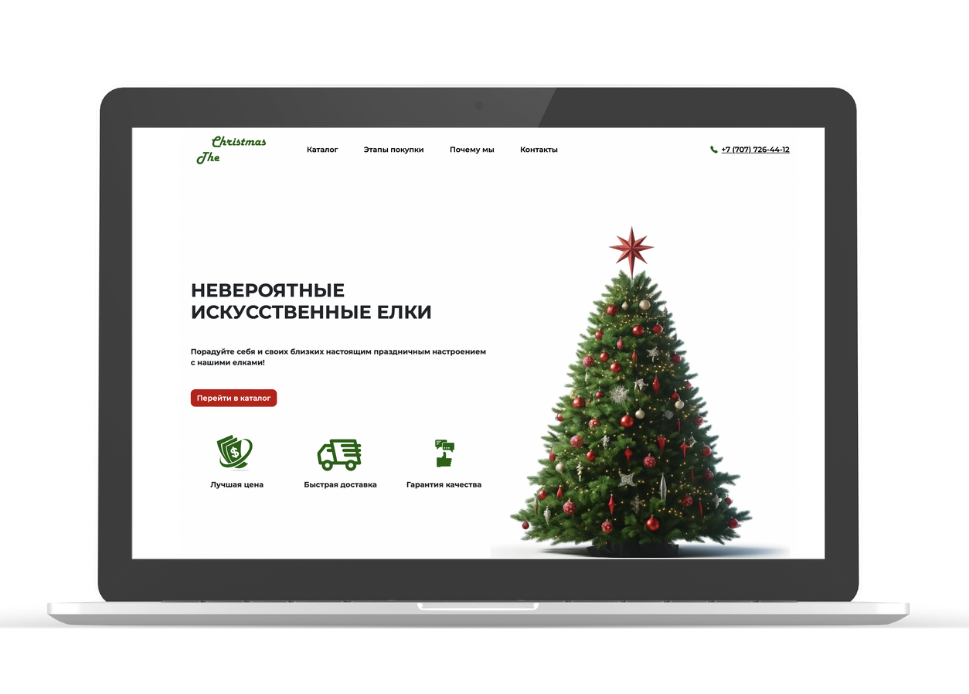 Christmas
The
Каталог Этапы покупки Почему мы Контакты +7 (707) 726-44-12
НЕВЕРОЯТНЫЕ
ИСКУССТВЕННЫЕ ЕЛКИ
Порадуйте себя и своих близких настоящим праздничным настроением
с нашими елками!
Перейти в каталог
$
Лучшая цена Быстрая доставка Гарантия качества